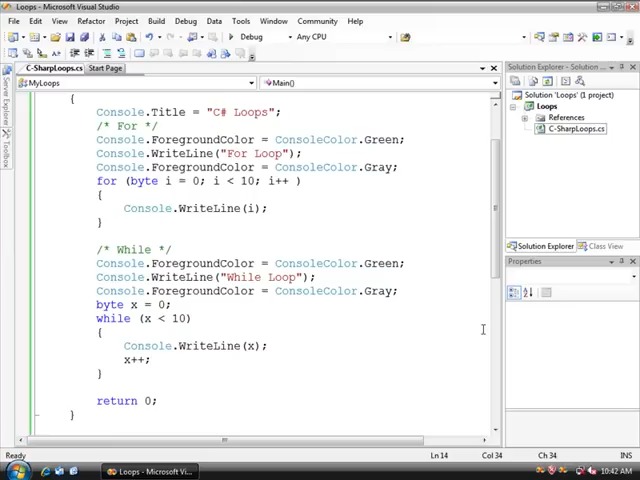 Loops - Microsoft Visual Studio
File Edit View Refactor Project Build Debug Data Tools Window Community Help
Debug Any CPU
C-SharpLoops.cs Start Page
MyLoops Main()
{
Console.Title = "C# Loops";
/* For */
Console.ForegroundColor = ConsoleColor.Green;
Console.WriteLine("For Loop");
Console.ForegroundColor = ConsoleColor.Gray;
for (byte i = 0; i < 10; i++ )
{
Console.WriteLine(i);
}
/* While */
Console.ForegroundColor = ConsoleColor.Green;
Console.WriteLine("While Loop");
Console.ForegroundColor = ConsoleColor.Gray;
byte x = 0;
while (x < 10)
{
Console.WriteLine(x);
x++;
}
return 0;
}
Server Explorer
Toolbox
Solution Explorer - Solution ...
Solution 'Loops' (1 project)
Loops
References
C-SharpLoops.cs
Solution Explorer Class View
Properties
Ready Ln 14 Col 34 Ch 34 INS
Loops - Microsoft Vi... 10:42 AM